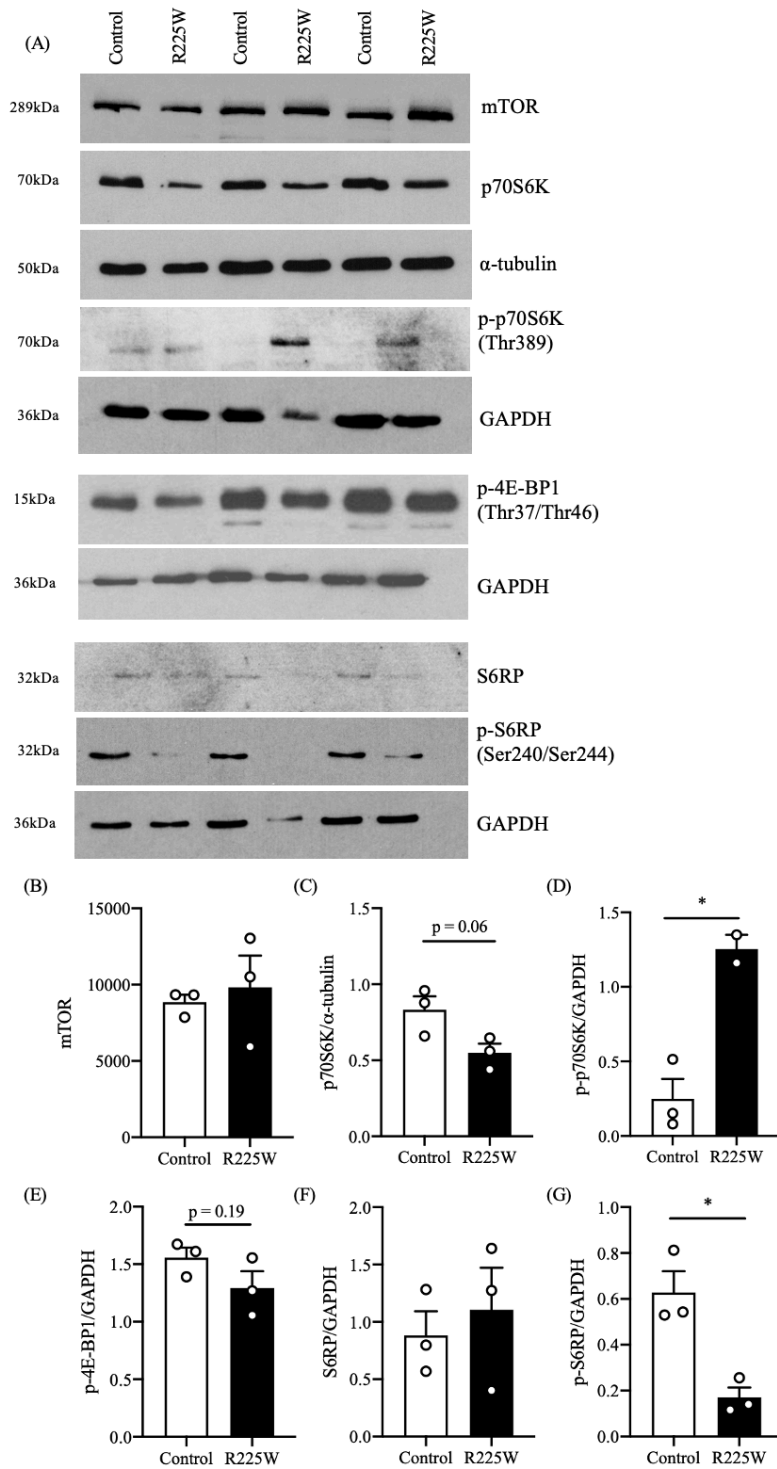 (A)
Control R225W Control R225W Control R225W
289kDa mTOR
70kDa p70S6K
50kDa α-tubulin
70kDa p-p70S6K
(Thr389)
36kDa GAPDH
15kDa p-4E-BP1
(Thr37/Thr46)
36kDa GAPDH
32kDa S6RP
32kDa p-S6RP
(Ser240/Ser244)
36kDa GAPDH
(B)
mTOR
15000
10000
5000
0
Control R225W
(C)
p70S6K/α-tubulin
1.5
1.0
0.5
0.0
p = 0.06
Control R225W
(D)
p-p70S6K/GAPDH
1.5
1.0
0.5
0.0
*
Control R225W
(E)
p-4E-BP1/GAPDH
2.0
1.5
1.0
0.5
0.0
p = 0.19
Control R225W
(F)
S6RP/GAPDH
2.0
1.5
1.0
0.5
0.0
Control R225W
(G)
p-S6RP/GAPDH
1.0
0.8
0.6
0.4
0.2
0.0
*
Control R225W